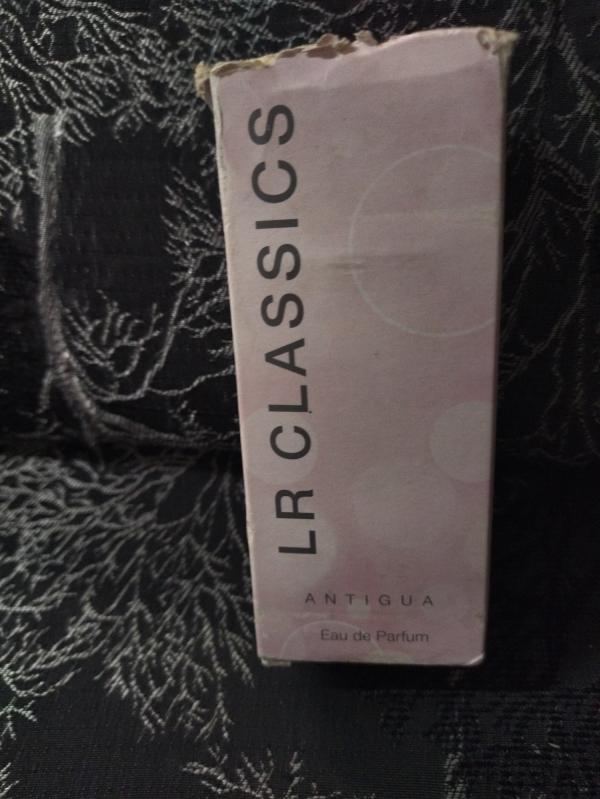 LR CLASSICS
ANTIGUA
Eau de Parfum